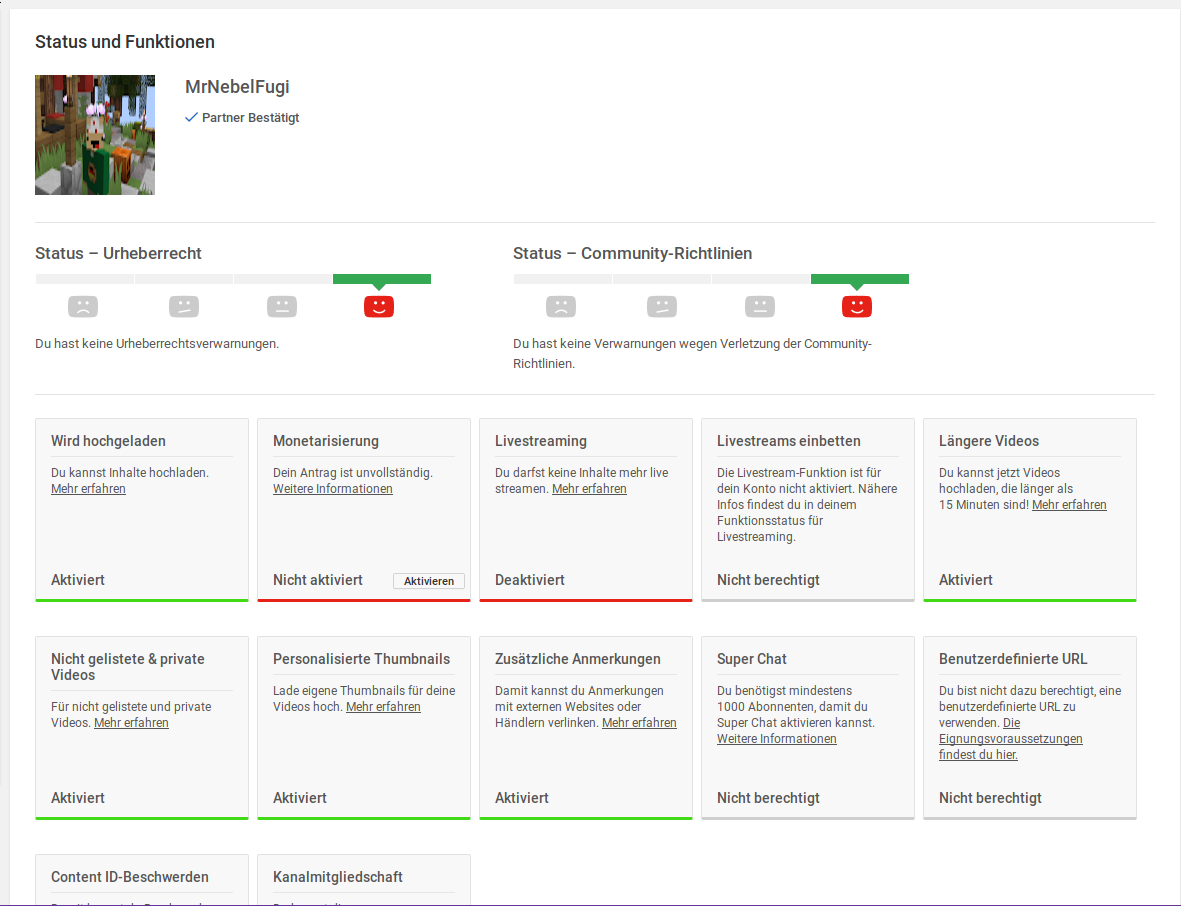 Status und Funktionen
MrNebelFugi
Partner Bestätigt
Status – Urheberrecht
Du hast keine Urheberrechtsverwarnungen.
Status – Community-Richtlinien
Du hast keine Verwarnungen wegen Verletzung der Community-
Richtlinien.
Wird hochgeladen
Du kannst Inhalte hochladen.
Mehr erfahren
Aktiviert
Monetarisierung
Dein Antrag ist unvollständig.
Weitere Informationen
Nicht aktiviert
Aktivieren
Livestreaming
Du darfst keine Inhalte mehr live
streamen. Mehr erfahren
Deaktiviert
Livestreams einbetten
Die Livestream-Funktion ist für
dein Konto nicht aktiviert. Nähere
Infos findest du in deinem
Funktionsstatus für
Livestreaming.
Nicht berechtigt
Längere Videos
Du kannst jetzt Videos
hochladen, die länger als
15 Minuten sind! Mehr erfahren
Aktiviert
Nicht gelistete & private
Videos
Für nicht gelistete und private
Videos. Mehr erfahren
Aktiviert
Personalisierte Thumbnails
Lade eigene Thumbnails für deine
Videos hoch. Mehr erfahren
Aktiviert
Zusätzliche Anmerkungen
Damit kannst du Anmerkungen
mit externen Websites oder
Händlern verlinken. Mehr erfahren
Aktiviert
Super Chat
Du benötigst mindestens
1000 Abonnenten, damit du
Super Chat aktivieren kannst.
Weitere Informationen
Nicht berechtigt
Benutzerdefinierte URL
Du bist nicht dazu berechtigt, eine
benutzerdefinierte URL zu
verwenden. Die
Eignungsvoraussetzungen
findest du hier.
Nicht berechtigt
Content ID-Beschwerden
Kanalmitgliedschaft